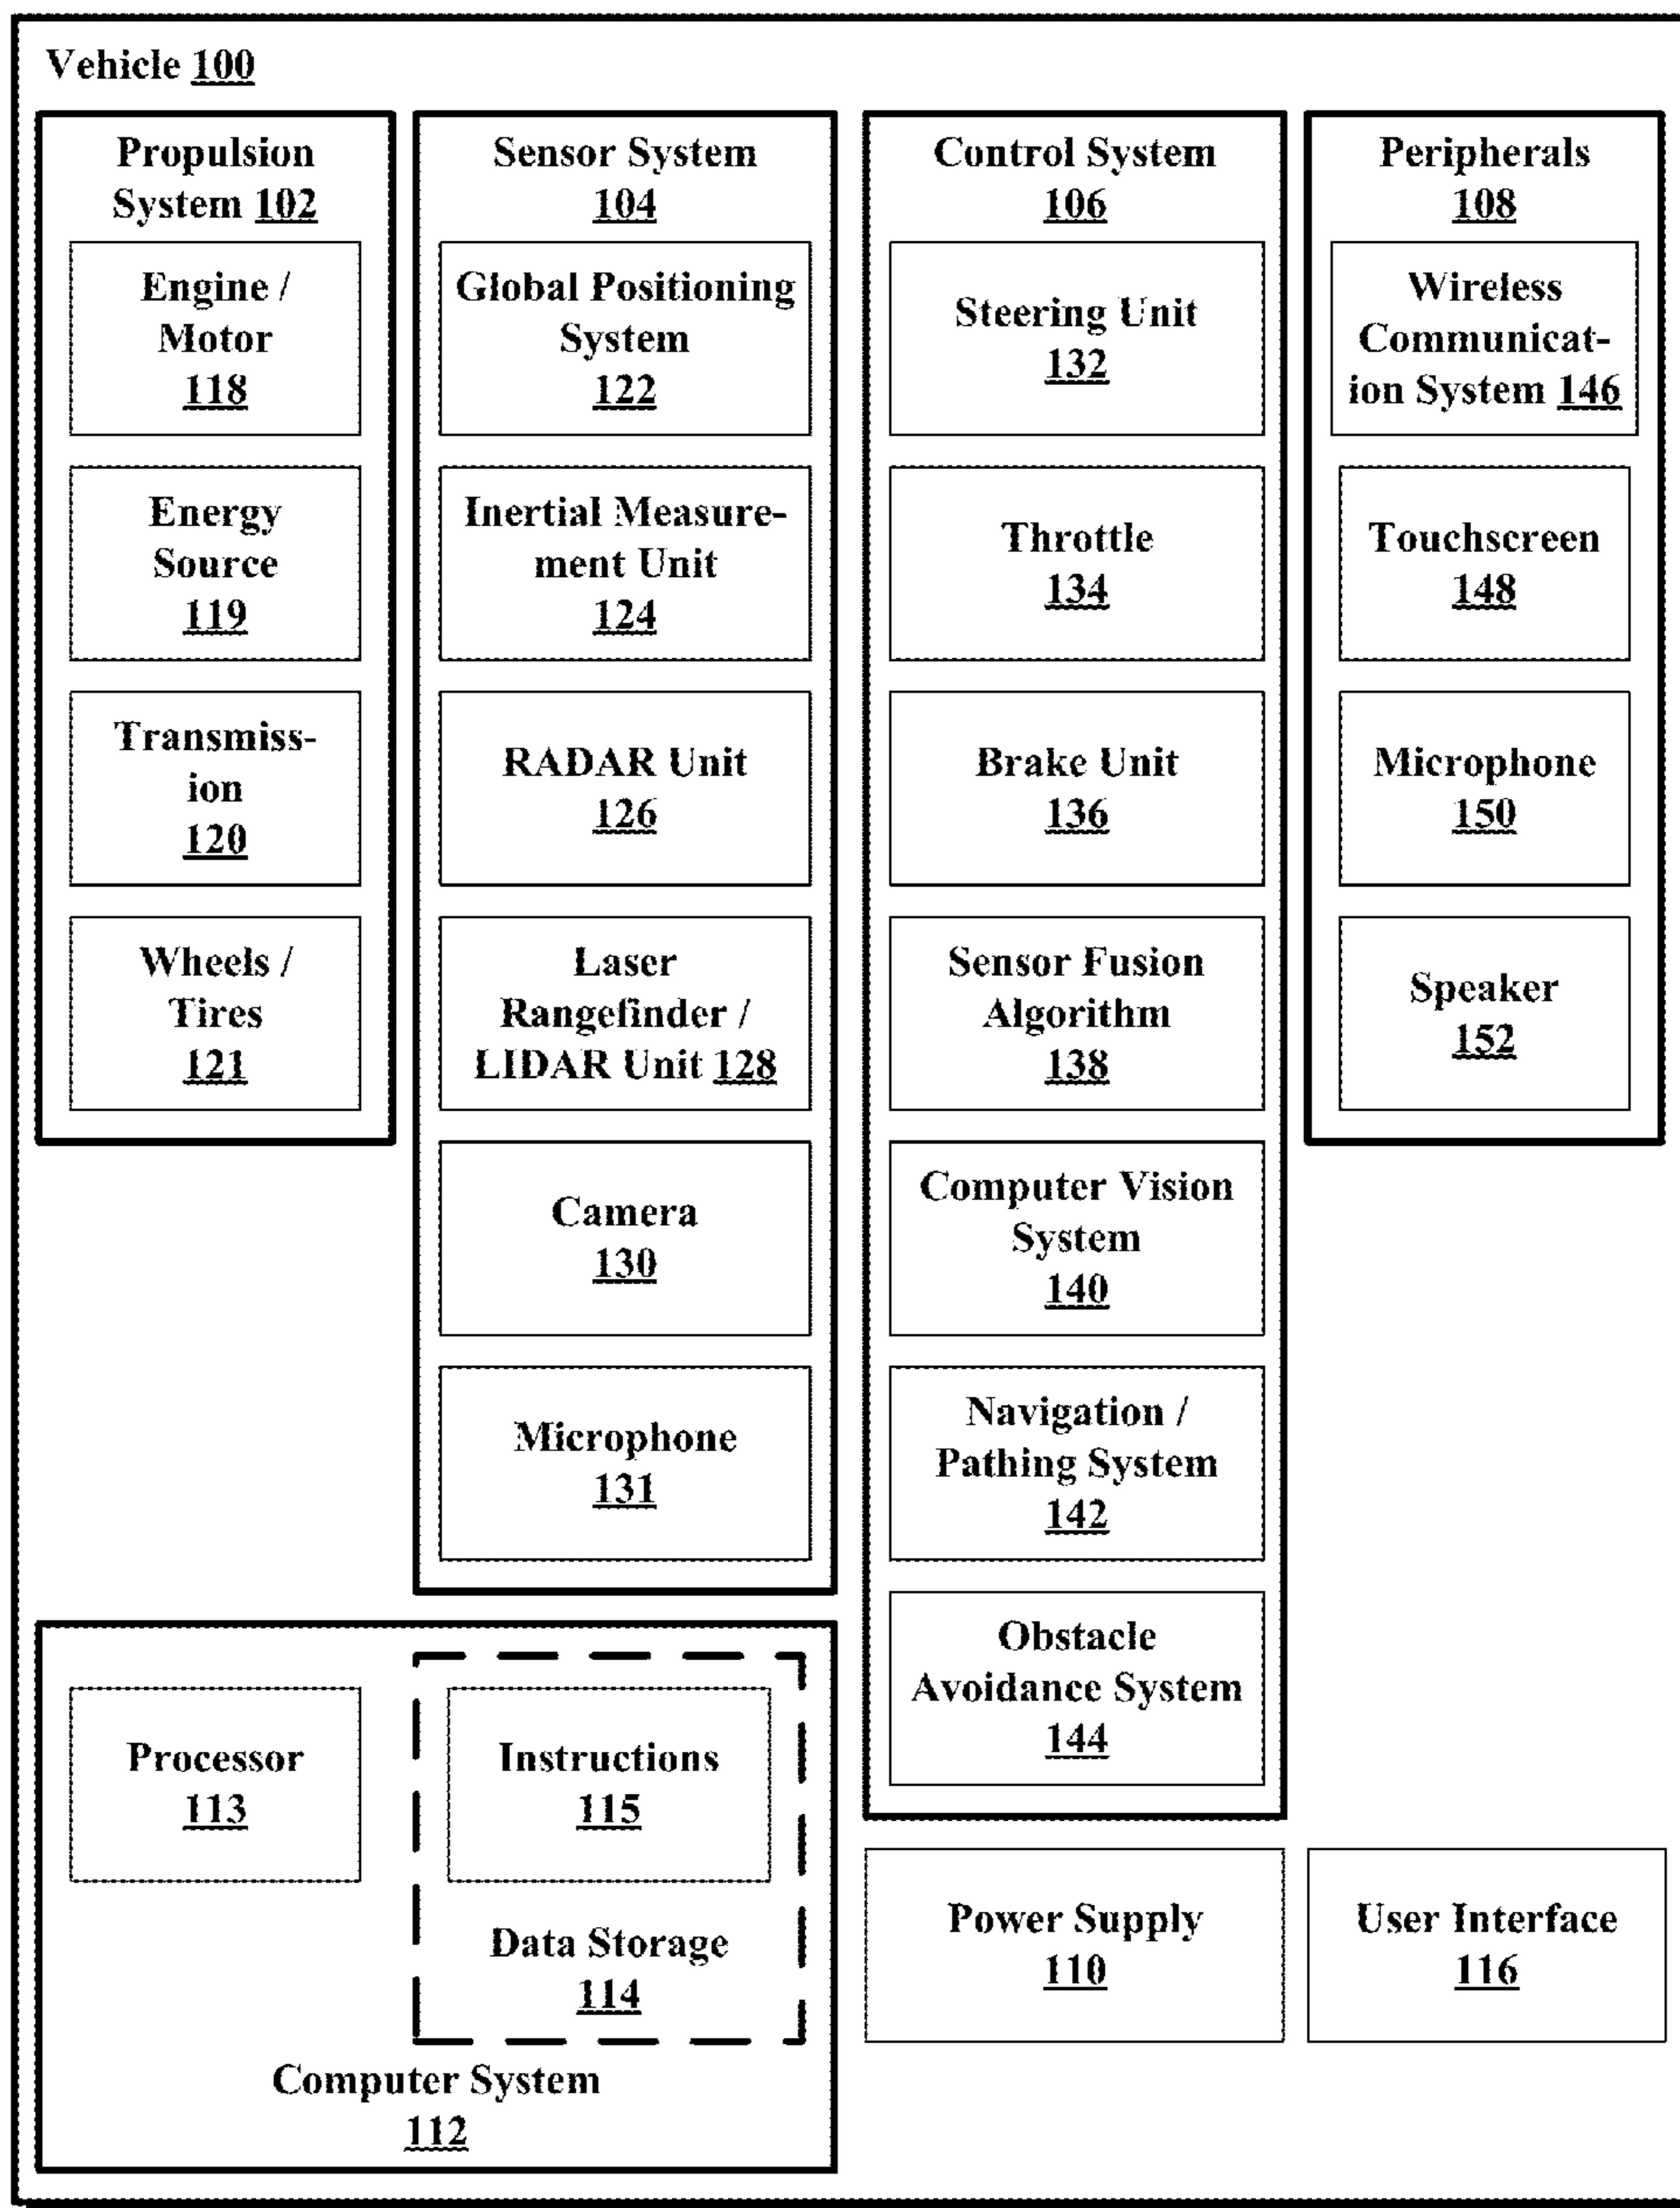 Vehicle 100
Propulsion
System 102
Engine /
Motor
118
Energy
Source
119
Transmiss-
ion
120
Wheels /
Tires
121
Sensor System
104
Global Positioning
System
122
Inertial Measure-
ment Unit
124
RADAR Unit
126
Laser
Rangefinder /
LIDAR Unit 128
Camera
130
Microphone
131
Control System
106
Steering Unit
132
Throttle
134
Brake Unit
136
Sensor Fusion
Algorithm
138
Computer Vision
System
140
Navigation /
Pathing System
142
Obstacle
Avoidance System
144
Peripherals
108
Wireless
Communicat-
ion System 146
Touchscreen
148
Microphone
150
Speaker
152
Processor
113
Instructions
115
Data Storage
114
Computer System
112
Power Supply
110
User Interface
116